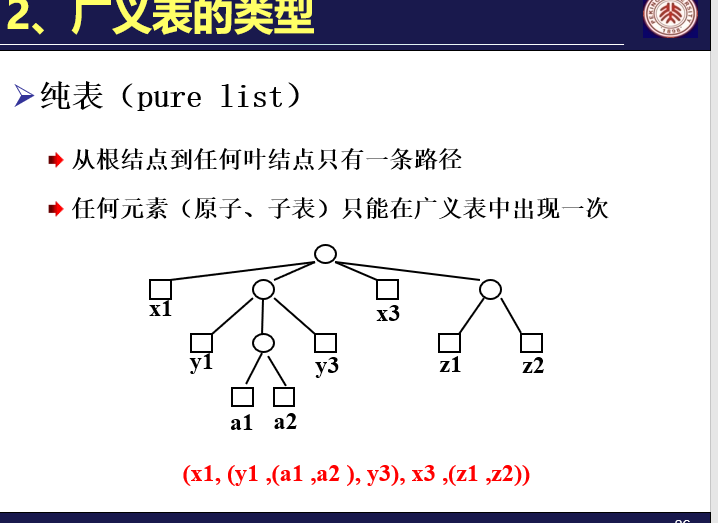 2、广义表的类型
纯表（pure list）
从根结点到任何叶结点只有一条路径
任何元素（原子、子表）只能在广义表中出现一次
x1
x3
y1
y3
z1
z2
a1
a2
(x1, (y1 ,(a1 ,a2 ), y3), x3 ,(z1 ,z2))